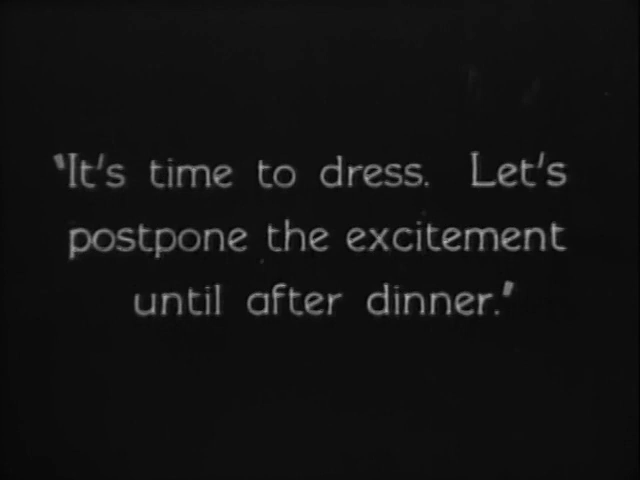 "It's time to dress. Let's
postpone the excitement
until after dinner."